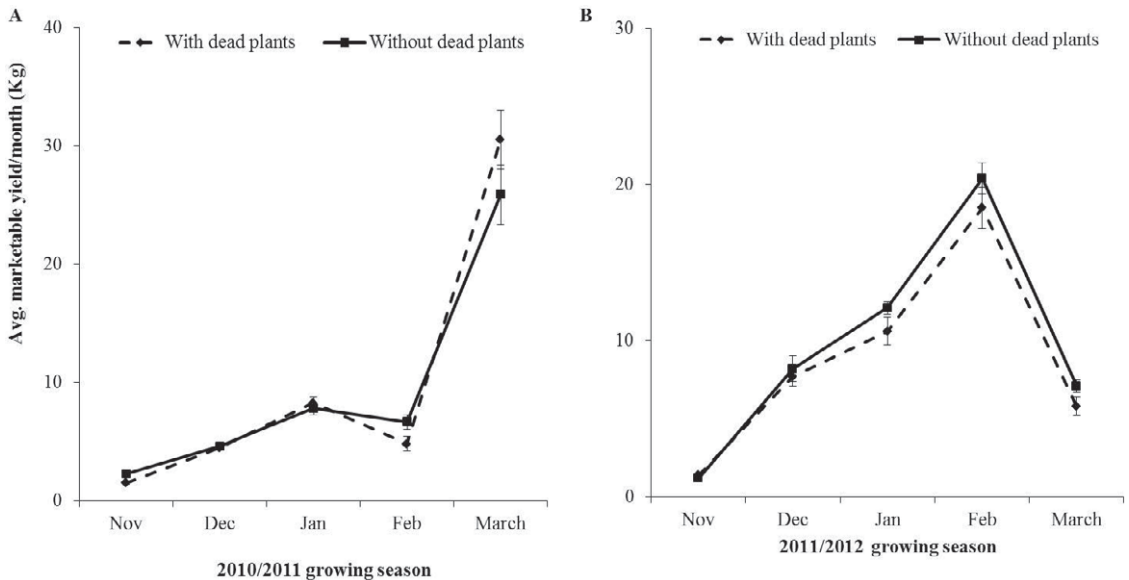 A
With dead plants
Without dead plants
Avg. marketable yield/month (Kg)
40
30
20
10
0
Nov
Dec
Jan
Feb
March
2010/2011 growing season
B
With dead plants
Without dead plants
30
20
10
0
Nov
Dec
Jan
Feb
March
2011/2012 growing season